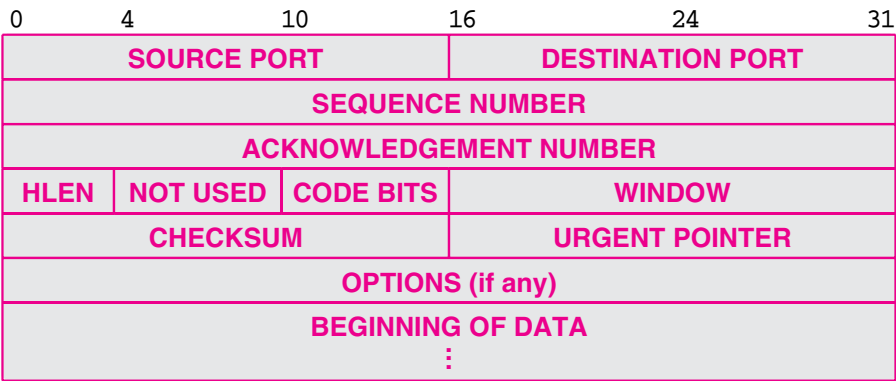 0 4 10 16 24 31
SOURCE PORT DESTINATION PORT
SEQUENCE NUMBER
ACKNOWLEDGEMENT NUMBER
HLEN NOT USED CODE BITS WINDOW
CHECKSUM URGENT POINTER
OPTIONS (if any)
BEGINNING OF DATA
⋮